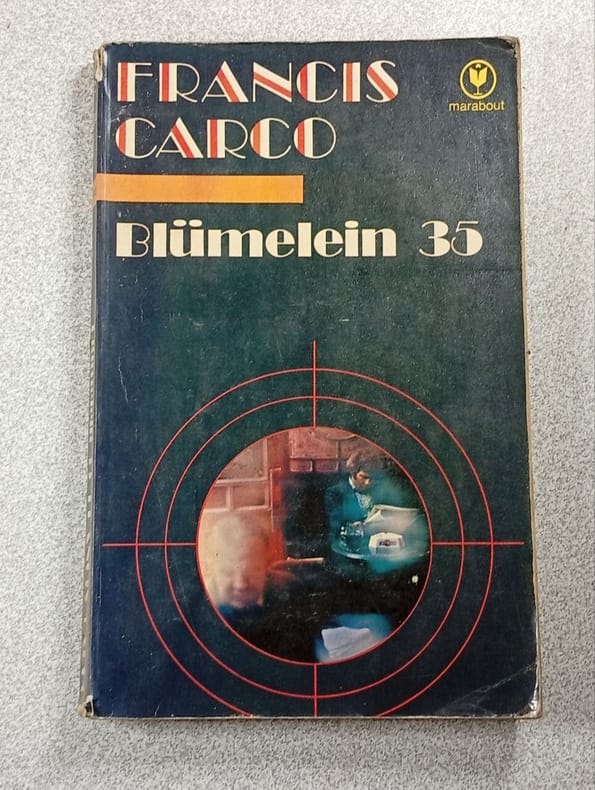 FRANCIS
CARCO
marabout
Blümelein 35